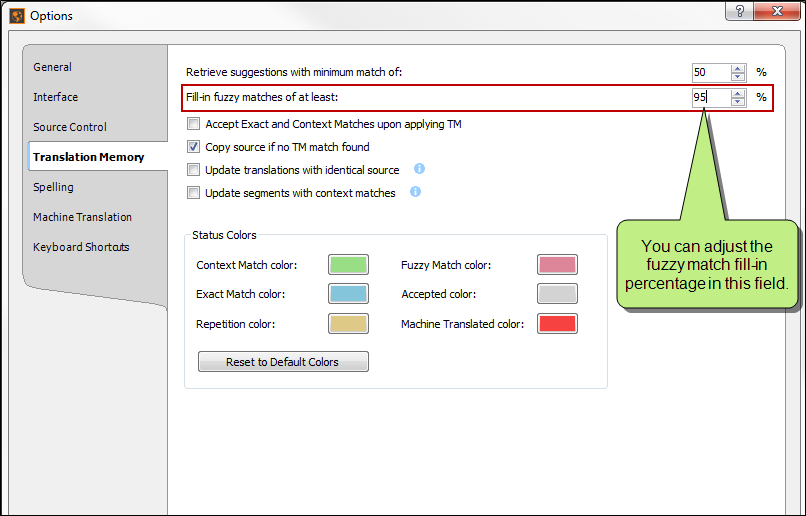 Options
General
Interface
Source Control
Translation Memory
Spelling
Machine Translation
Keyboard Shortcuts
Retrieve suggestions with minimum match of: 50 %
Fill-in fuzzy matches of at least: 95 %
Accept Exact and Context Matches upon applying TM
Copy source if no TM match found
Update translations with identical source
Update segments with context matches
Status Colors
Context Match color: Fuzzy Match color:
Exact Match color: Accepted color:
Repetition color: Machine Translated color:
Reset to Default Colors
You can adjust the
fuzzy match fill-in
percentage in this field.